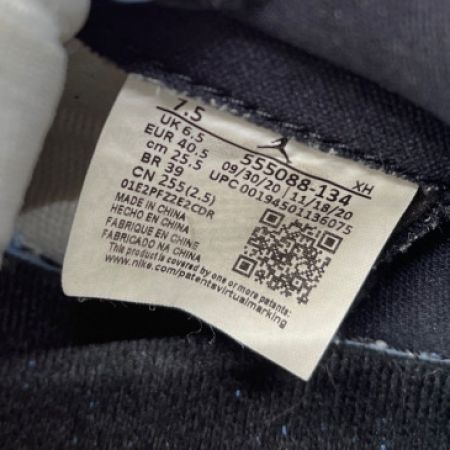 7.5
UK 6.5
EUR 40.5
cm 25.5
BR 39
CN 255(2.5)
01E2PFZ2E2CDR
555088-134 XH
09/30/20 | 11/18/20
UPC 00194501136075
MADE IN CHINA
HECHO EN CHINA
FABRIQUE EN CHINE
FABRICADO NA CHINA
This product is covered by one or more patents:
www.nike.com/patentsvirtualmarking